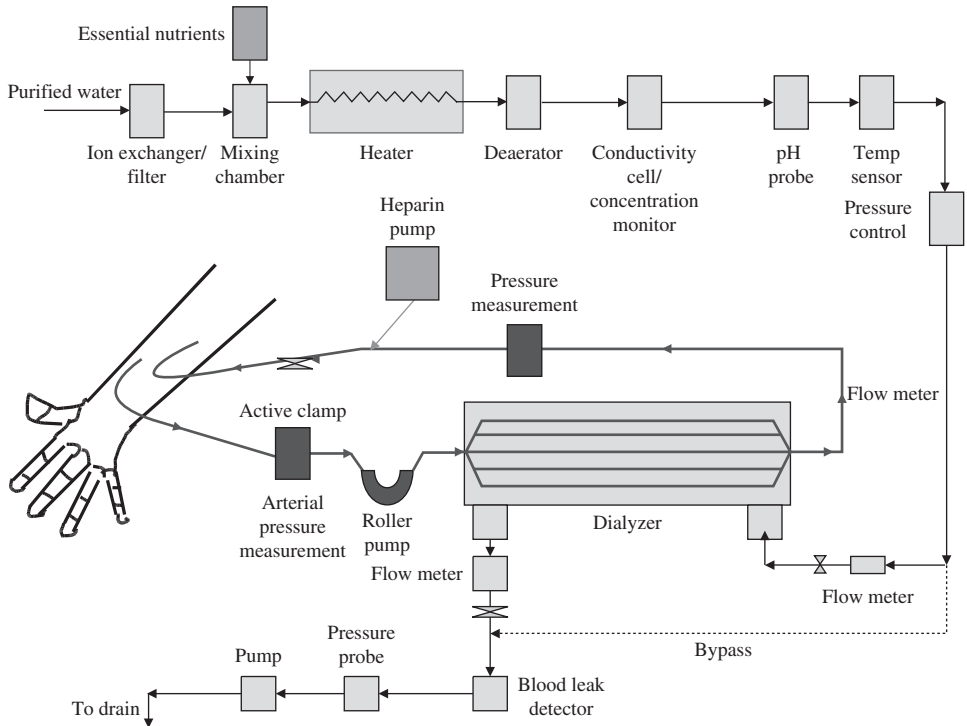 Essential nutrients
Purified water
Ion exchanger/
filter
Mixing
chamber
Heater
Deaerator
Conductivity
cell/
concentration
monitor
pH
probe
Temp
sensor
Pressure
control
Heparin
pump
Pressure
measurement
Flow meter
Active clamp
Arterial
pressure
measurement
Roller
pump
Dialyzer
Flow meter
Flow meter
Bypass
Pump
Pressure
probe
Blood leak
detector
To drain